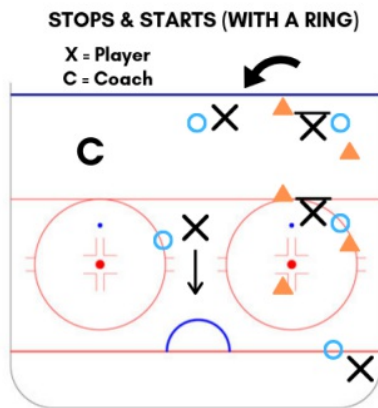 STOPS & STARTS (WITH A RING)
X = Player
C = Coach
X
X
C
X
X
X